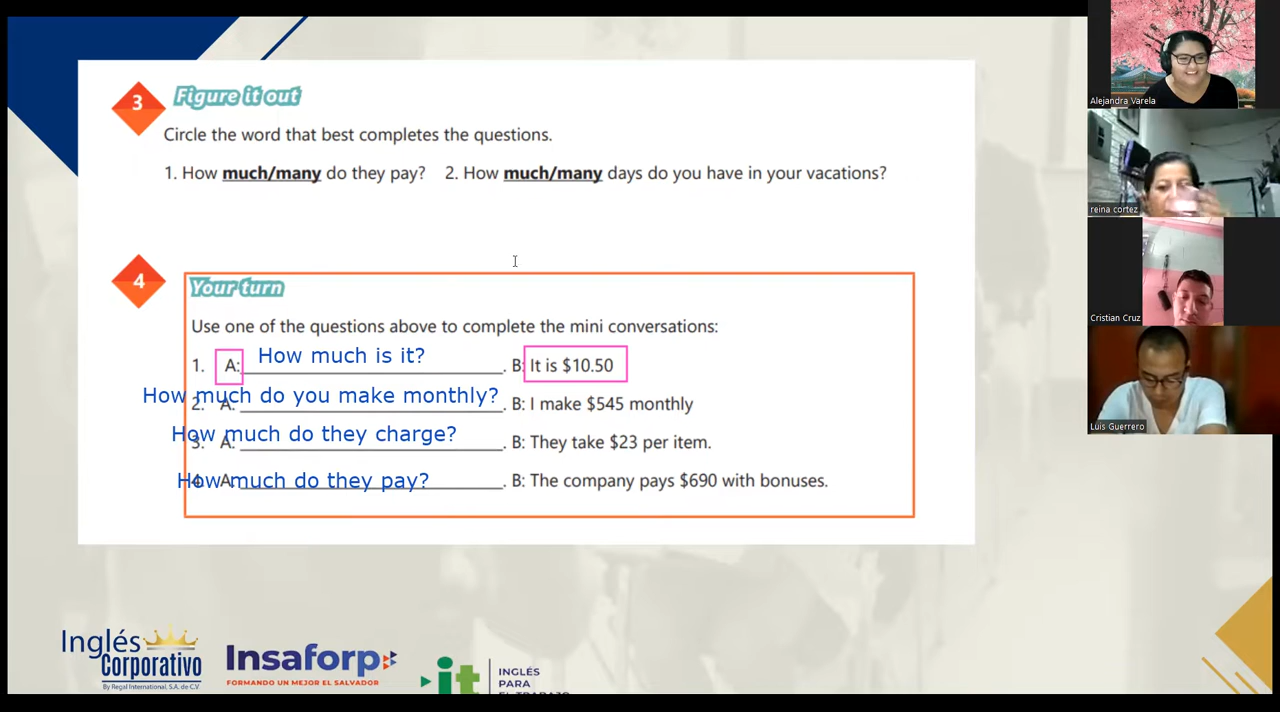 3 Figure it out
Circle the word that best completes the questions.
1. How much/many do they pay? 2. How much/many days do you have in your vacations?
4 Your turn
Use one of the questions above to complete the mini conversations:
1. A: How much is it? . B: It is $10.50
2. A: How much do you make monthly? . B: I make $545 monthly
3. A: How much do they charge? . B: They take $23 per item.
4. A: How much do they pay? . B: The company pays $690 with bonuses.
Inglés
Corporativo
By Regal International, S.A. de C.V.
Insaforp
FORMANDO UN MEJOR EL SALVADOR
it
INGLÉS
PARA
EL TRABAJO
Alejandra Varela
reina cortez
Cristian Cruz
Luis Guerrero